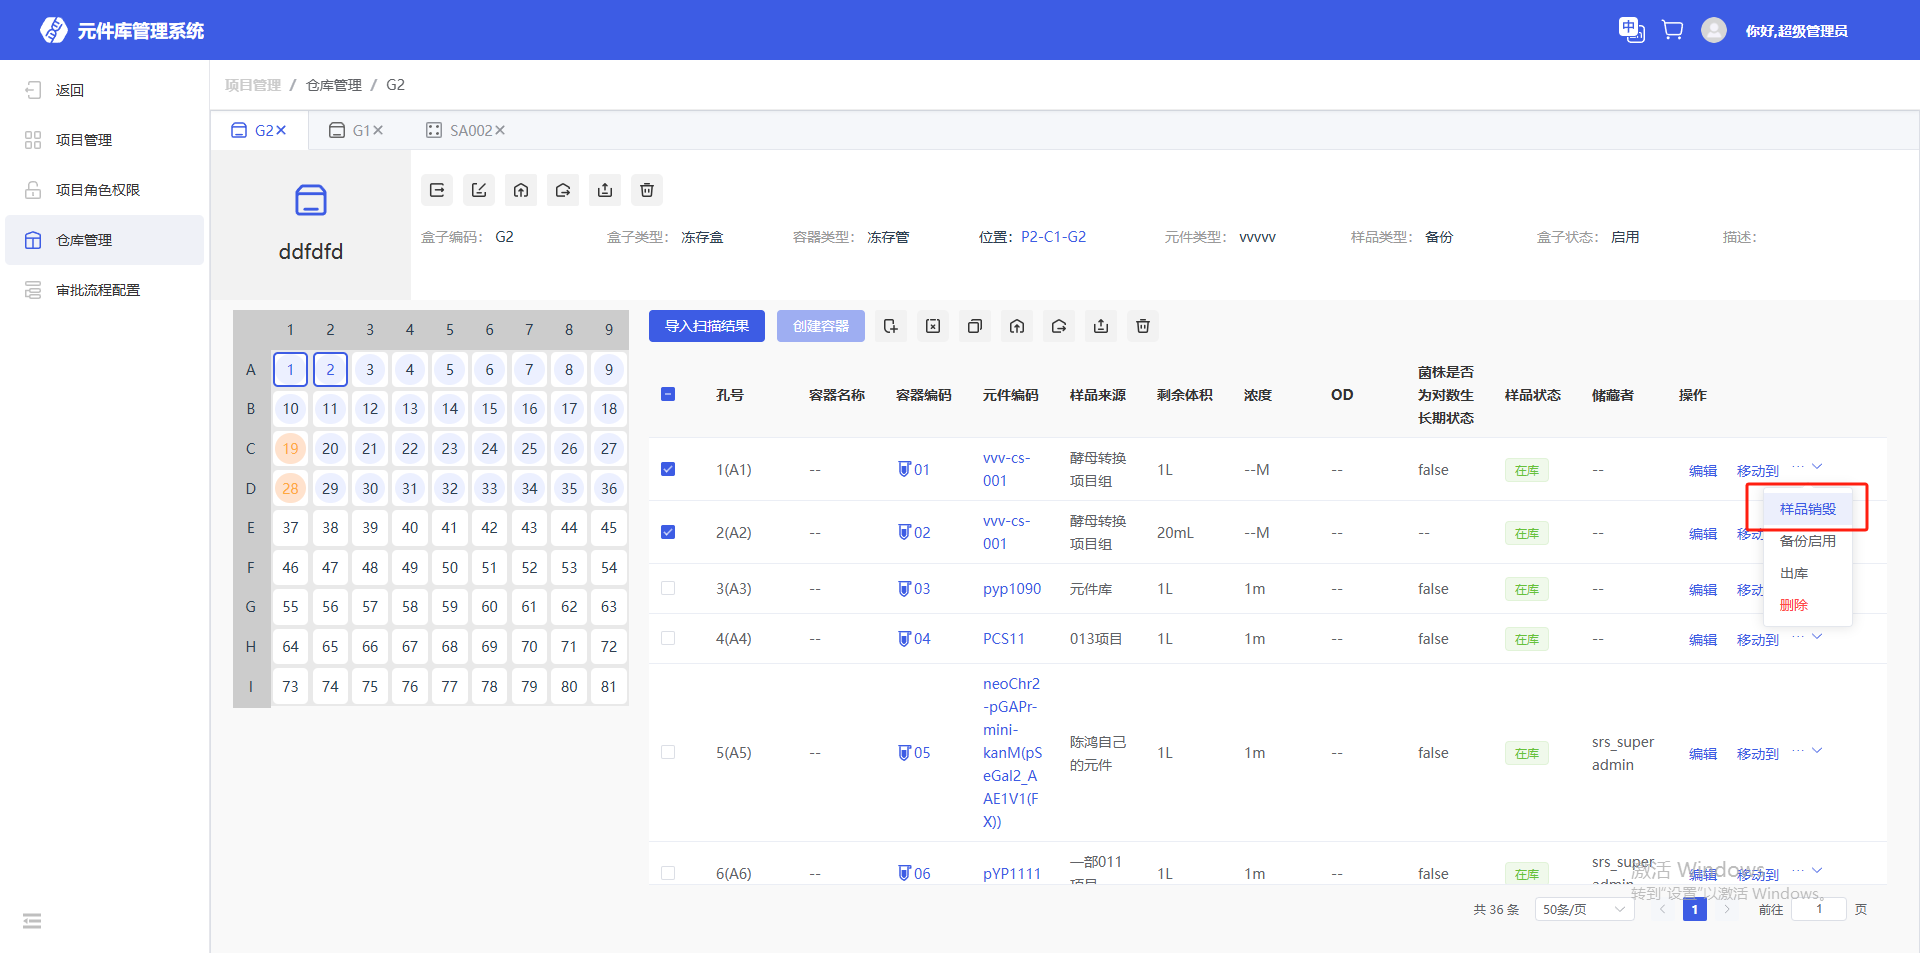 元件库管理系统
中
你好,超级管理员
返回
项目管理
项目角色权限
仓库管理
审批流程配置
项目管理 / 仓库管理 / G2
G2 G1 SA002
ddfdfd
盒子编码： G2 盒子类型： 冻存盒 容器类型： 冻存管 位置： P2-C1-G2 元件类型： vvvvv 样品类型： 备份 盒子状态： 启用 描述：
1 2 3 4 5 6 7 8 9
A 1 2 3 4 5 6 7 8 9
B 10 11 12 13 14 15 16 17 18
C 19 20 21 22 23 24 25 26 27
D 28 29 30 31 32 33 34 35 36
E 37 38 39 40 41 42 43 44 45
F 46 47 48 49 50 51 52 53 54
G 55 56 57 58 59 60 61 62 63
H 64 65 66 67 68 69 70 71 72
I 73 74 75 76 77 78 79 80 81
导入扫描结果 创建容器
孔号 容器名称 容器编码 元件编码 样品来源 剩余体积 浓度 OD 菌株是否为对数生长期状态 样品状态 储藏者 操作
1(A1) -- 01 vvv-cs-001 酵母转换项目组 1L --M -- false 在库 -- 编辑 移动到 ...
2(A2) -- 02 vvv-cs-001 酵母转换项目组 20mL --M -- -- 在库 -- 编辑 移动
3(A3) -- 03 pyp1090 元件库 1L 1m -- false 在库 -- 编辑 移动
4(A4) -- 04 PCS11 013项目 1L 1m -- false 在库 -- 编辑 移动到 ...
5(A5) -- 05 neoChr2-pGAPr-mini-kanM(pSeGal2_AAE1V1(FX)) 陈鸿自己的元件 1L 1m -- false 在库 srs_superadmin 编辑 移动到 ...
6(A6) -- 06 pYP1111 一部011项目 1L 1m -- false 在库 srs_superadmin 编辑 移动到 ...
样品销毁
备份启用
出库
删除
激活 Windows
转到"设置"以激活 Windows。
共 36 条 50条/页 1 前往 1 页